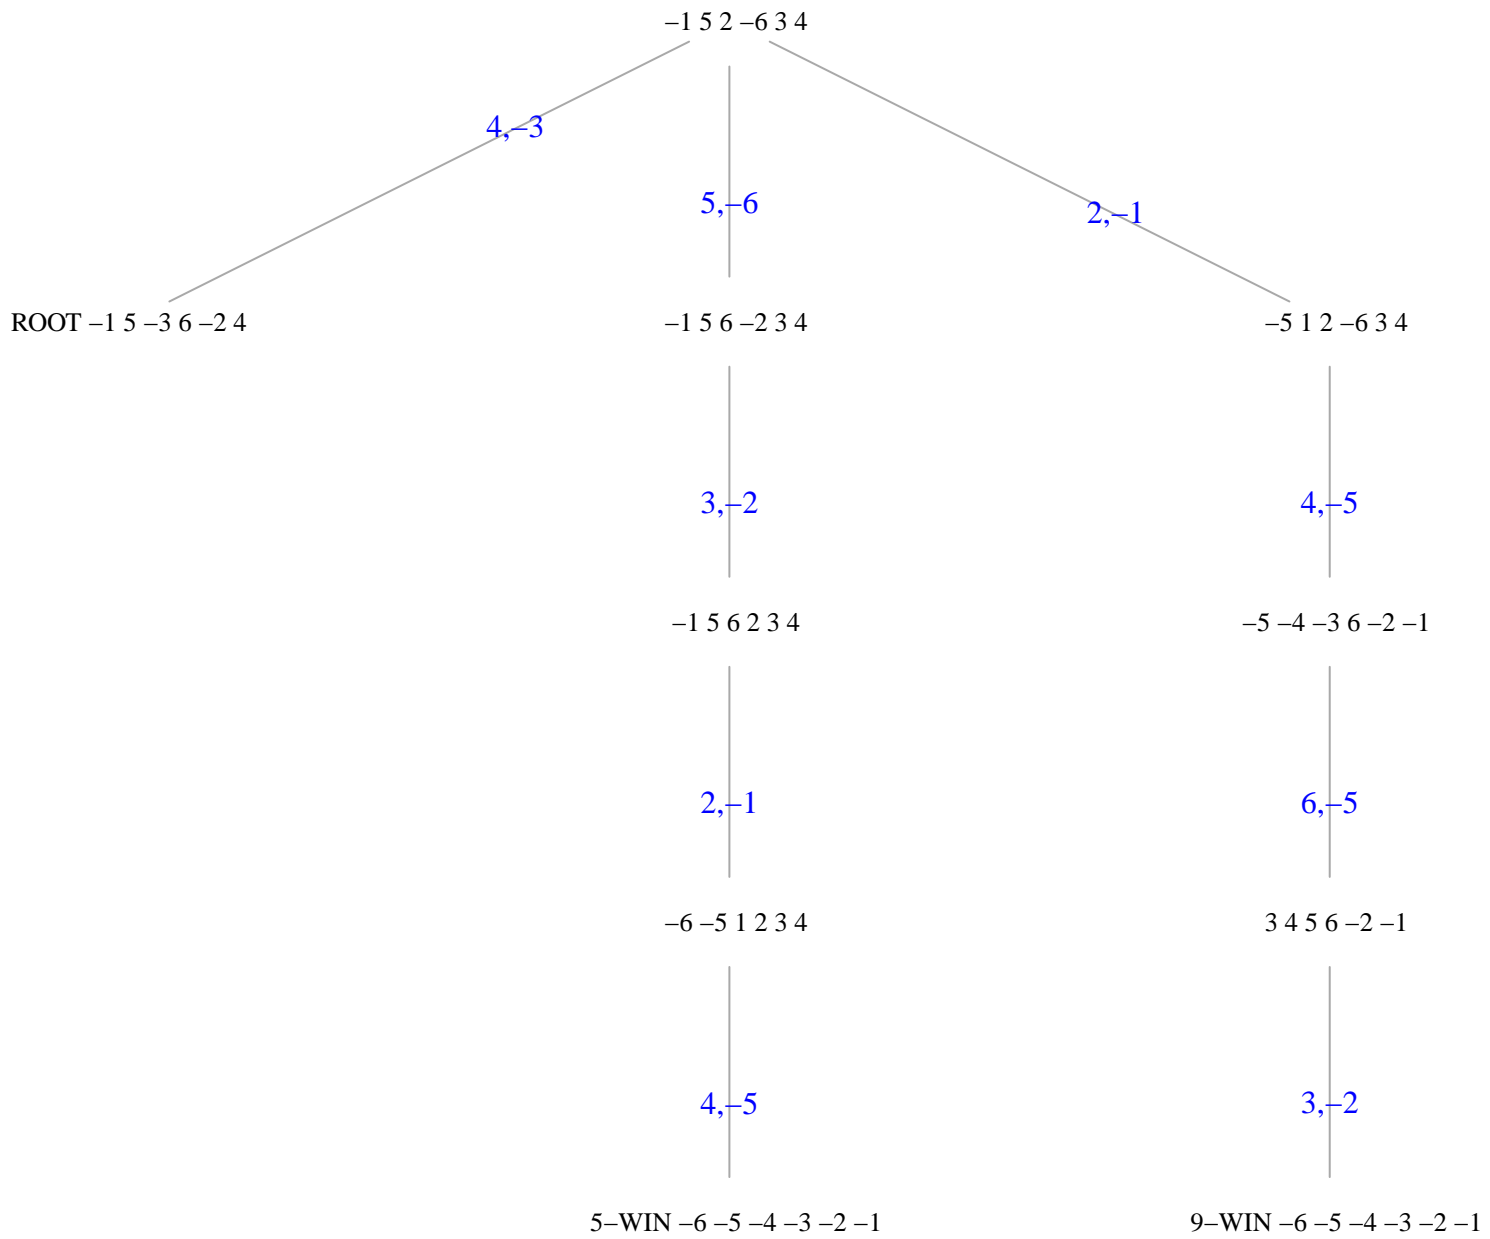 –1 5 2 –6 3 4
4,–3
5,–6
2,–1
ROOT –1 5 –3 6 –2 4
–1 5 6 –2 3 4
–5 1 2 –6 3 4
3,–2
4,–5
–1 5 6 2 3 4
–5 –4 –3 6 –2 –1
2,–1
6,–5
–6 –5 1 2 3 4
3 4 5 6 –2 –1
4,–5
3,–2
5–WIN –6 –5 –4 –3 –2 –1
9–WIN –6 –5 –4 –3 –2 –1